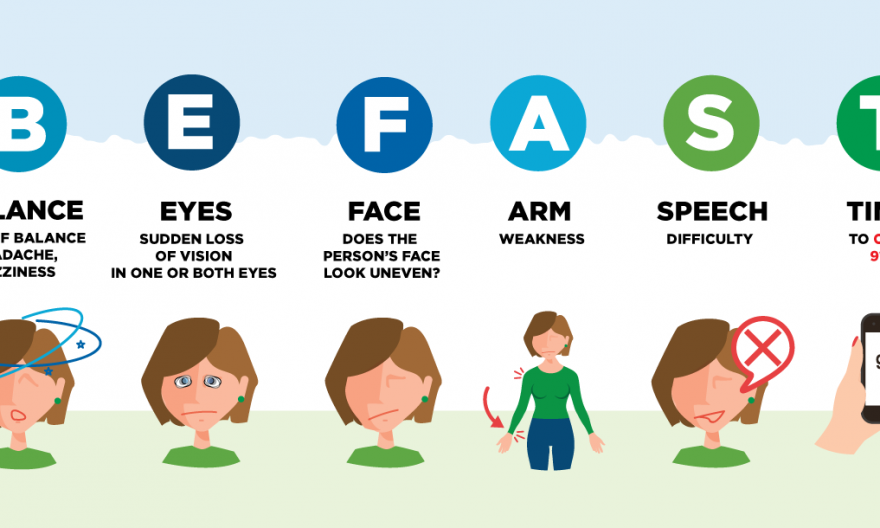 B
LANCE
F BALANCE
DACHE,
ZZINESS
E
EYES
SUDDEN LOSS
OF VISION
IN ONE OR BOTH EYES
F
FACE
DOES THE
PERSON'S FACE
LOOK UNEVEN?
A
ARM
WEAKNESS
S
SPEECH
DIFFICULTY
T
TI
TO C
9
9